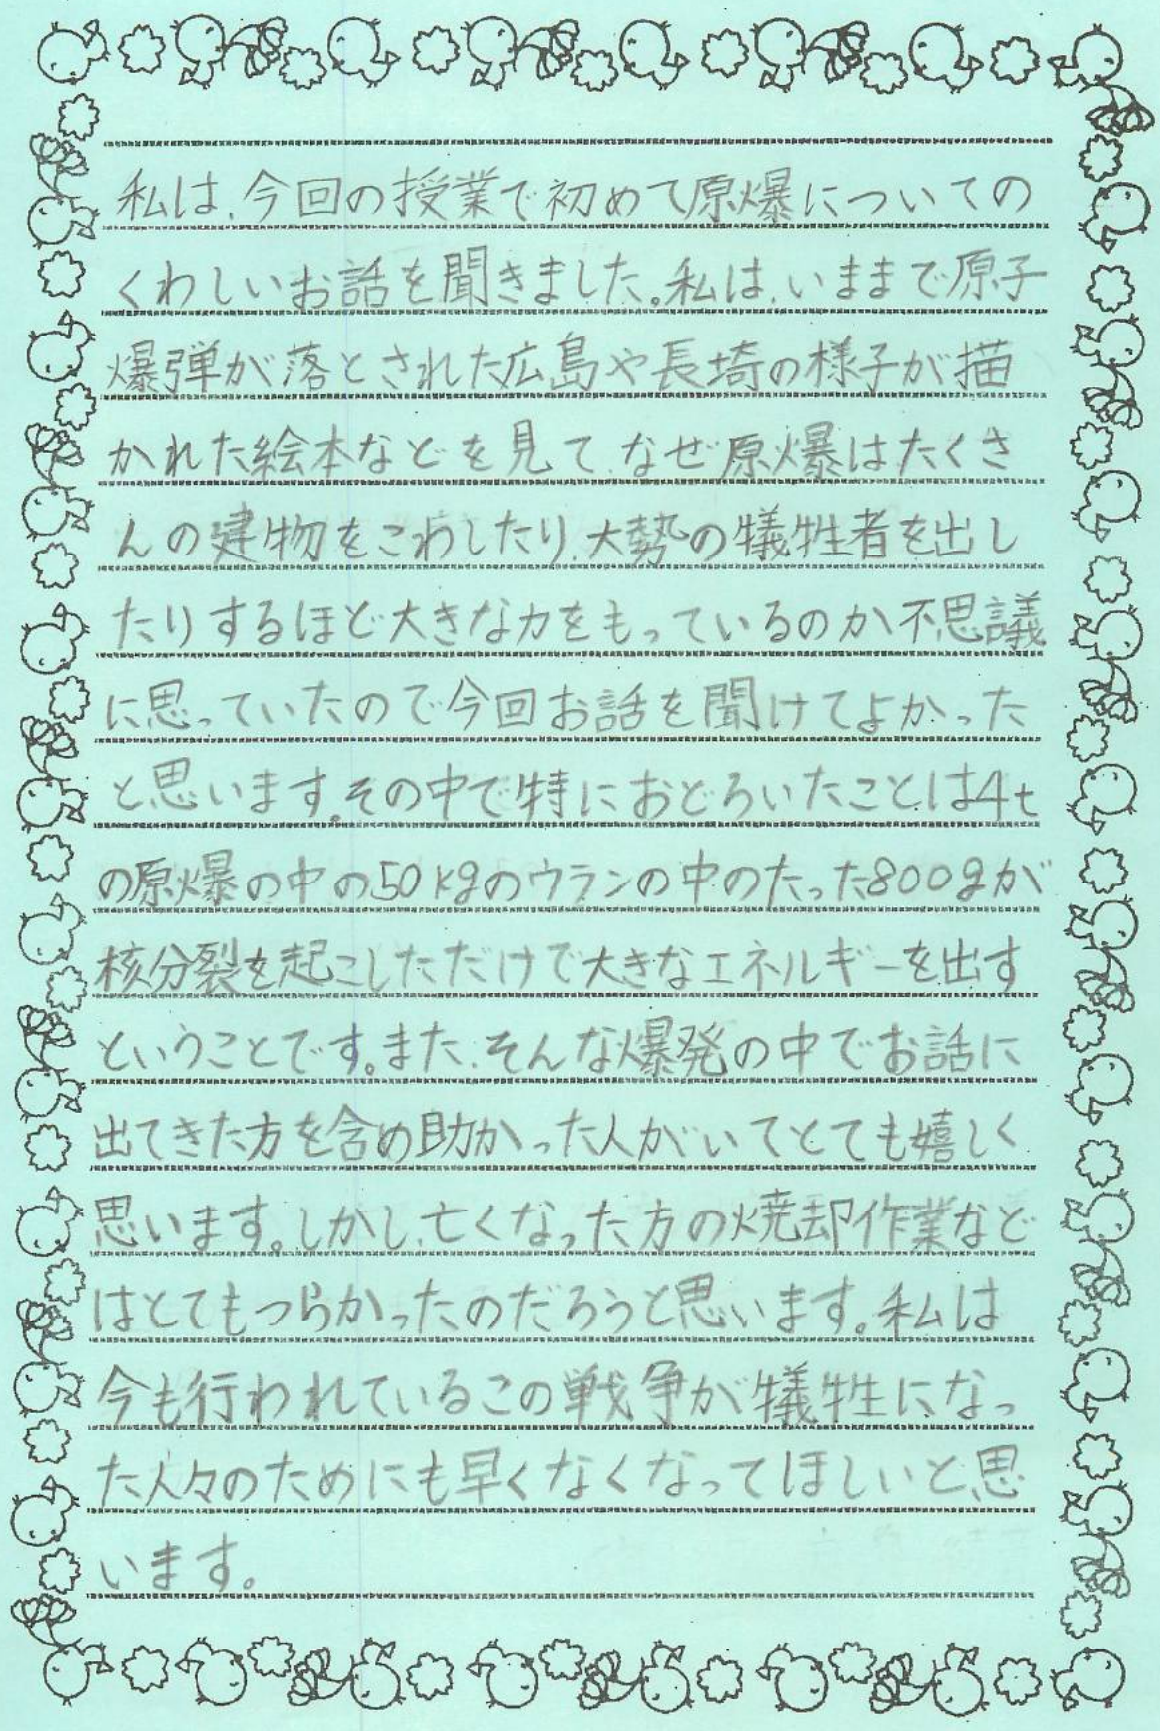 私は、今回の授業で初めて原爆についての
くわしいお話を聞きました。私は、いままで原子
爆弾が落とされた広島や長埼の様子が描
かれた絵本などを見て、なぜ原爆はたくさ
んの建物をこわしたり、大勢の犠牲者を出し
たりするほど大きな力をもっているのか不思議
に思っていたので今回お話を聞けてよかった
と思います。その中で特におどろいたことは4t
の原爆の中の50kgのウランの中のたった800gが
核分裂を起こしただけで大きなエネルギーを出す
ということです。また、そんな爆発の中でお話に
出てきた方を含め助かった人がいてとても嬉しく
思います。しかし、亡くなった方の焼却作業など
はとてもつらかったのだろうと思います。私は
今も行われているこの戦争が犠牲になっ
た人々のためにも早くなくなってほしいと思
います。